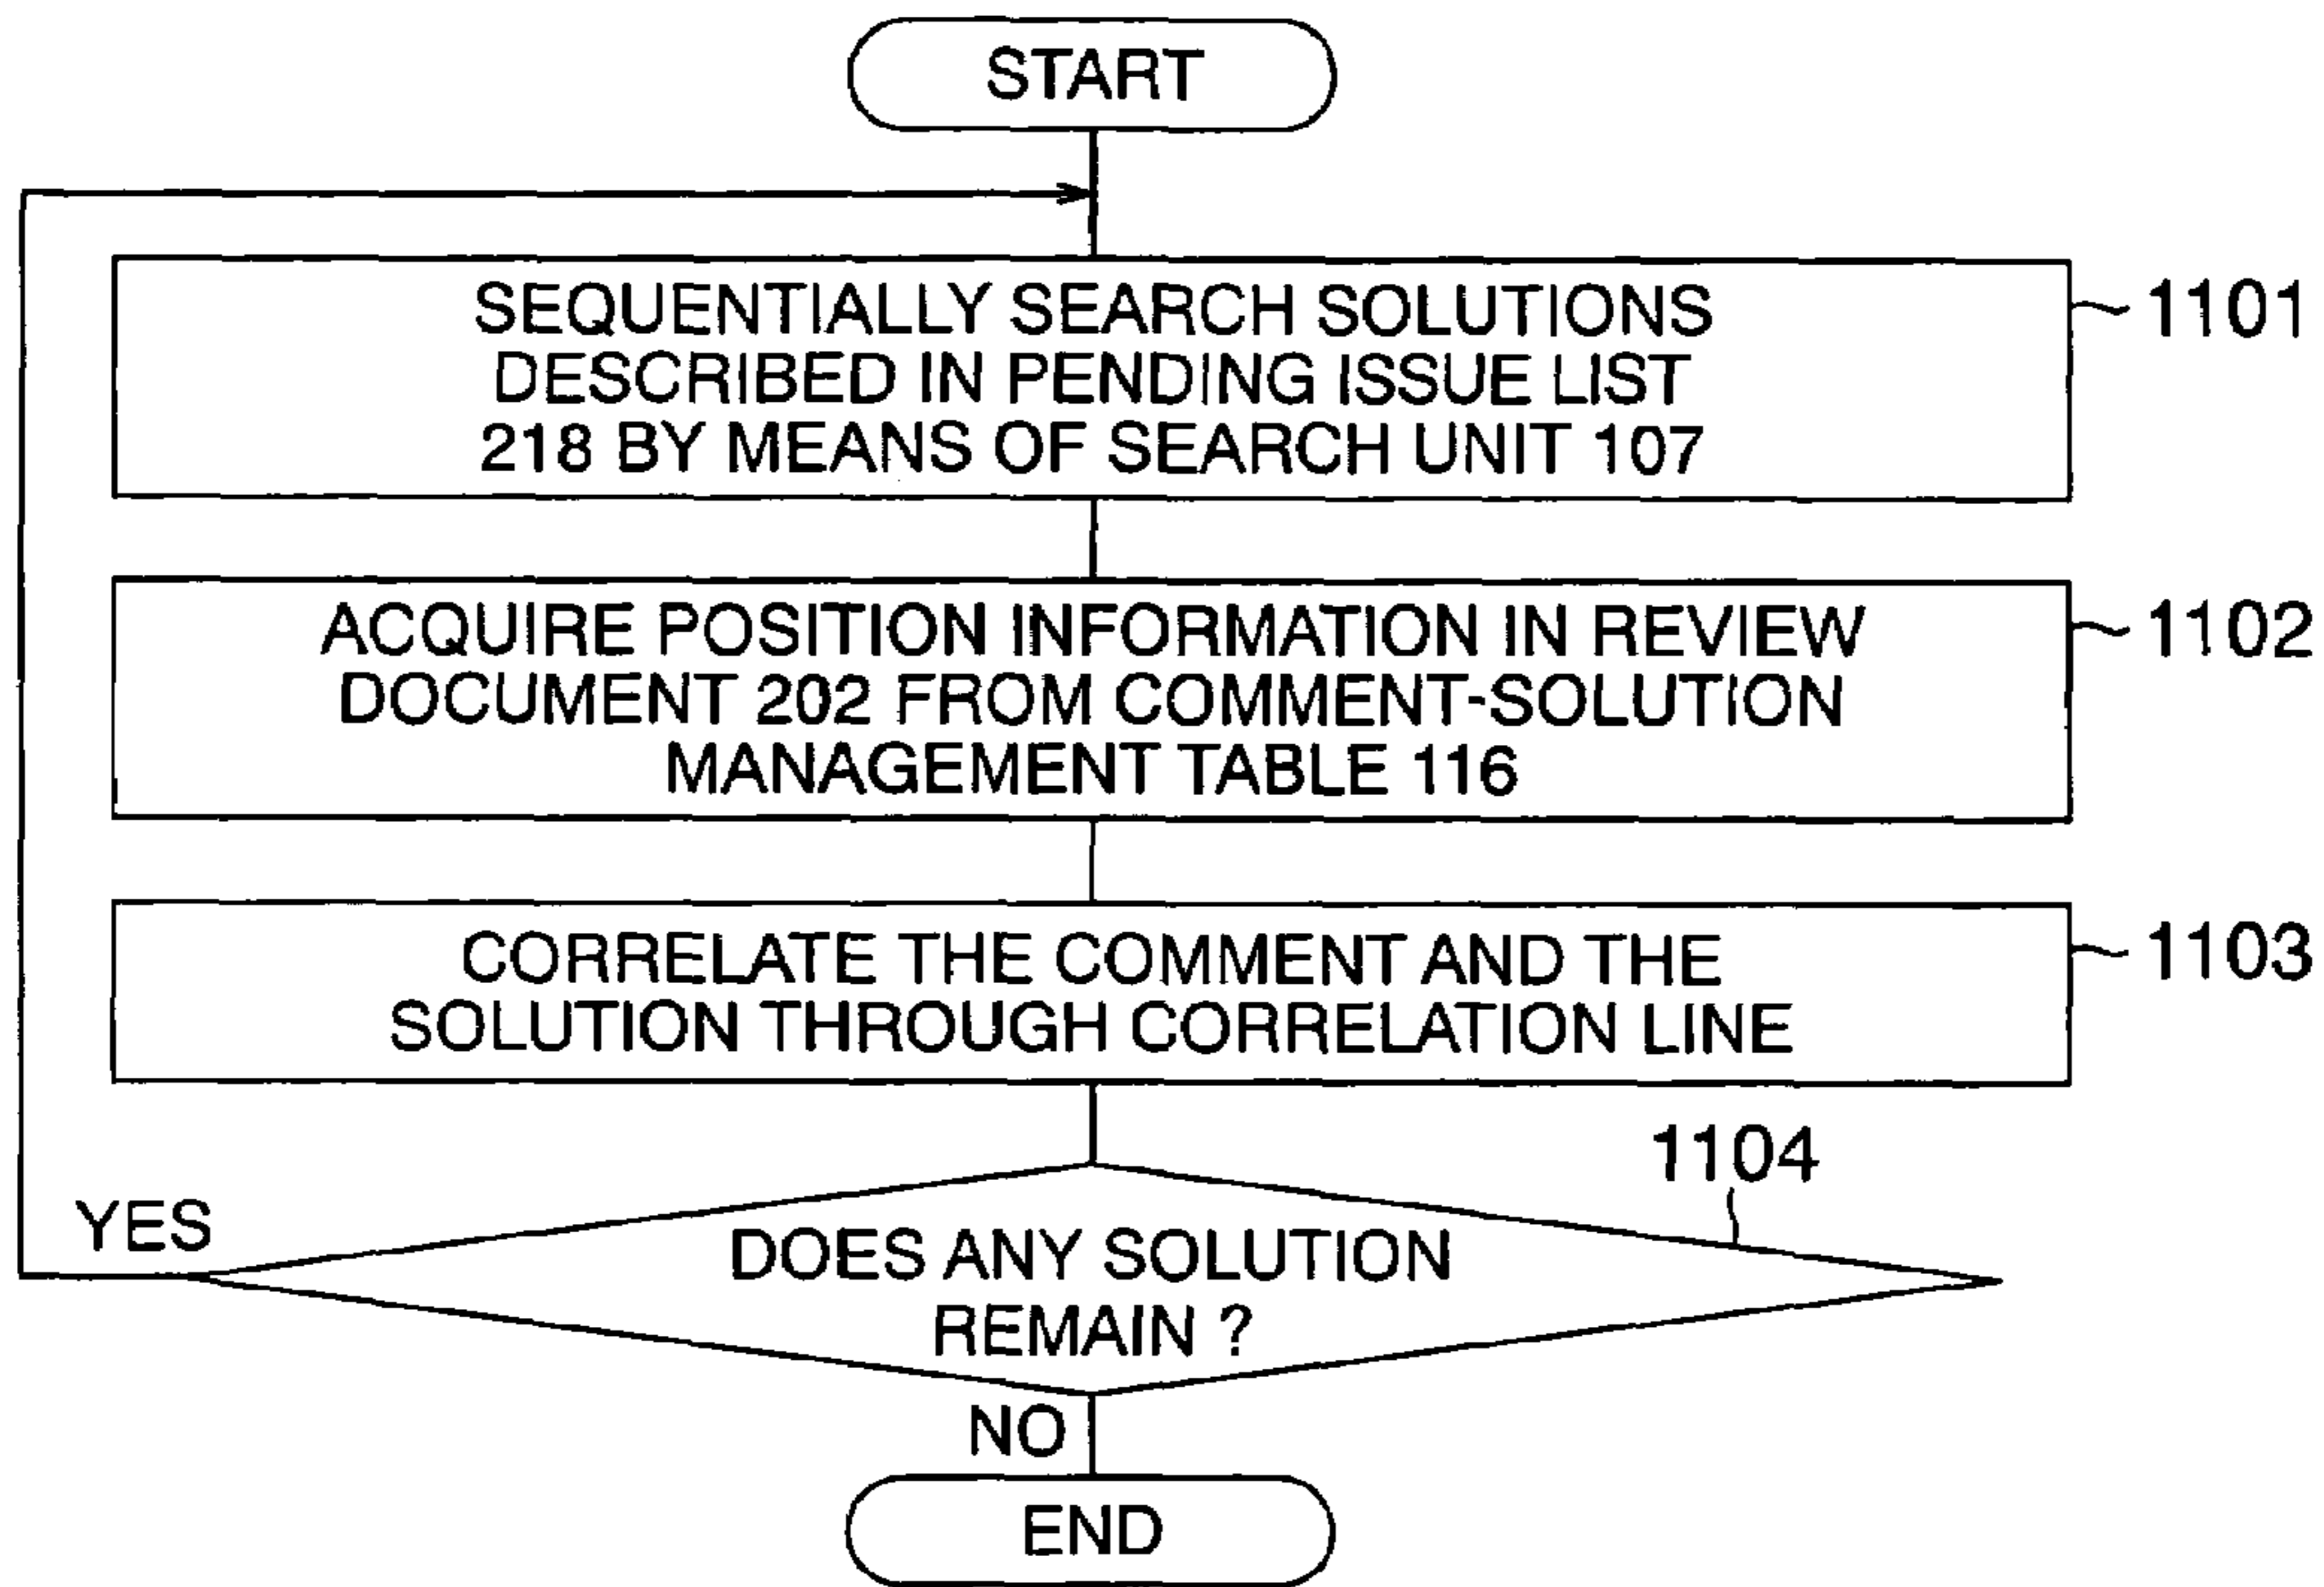 START
SEQUENTIALLY SEARCH SOLUTIONS
DESCRIBED IN PENDING ISSUE LIST
218 BY MEANS OF SEARCH UNIT 107
1101
ACQUIRE POSITION INFORMATION IN REVIEW
DOCUMENT 202 FROM COMMENT-SOLUTION
MANAGEMENT TABLE 116
1102
CORRELATE THE COMMENT AND THE
SOLUTION THROUGH CORRELATION LINE
1103
1104
YES
DOES ANY SOLUTION
REMAIN ?
NO
END